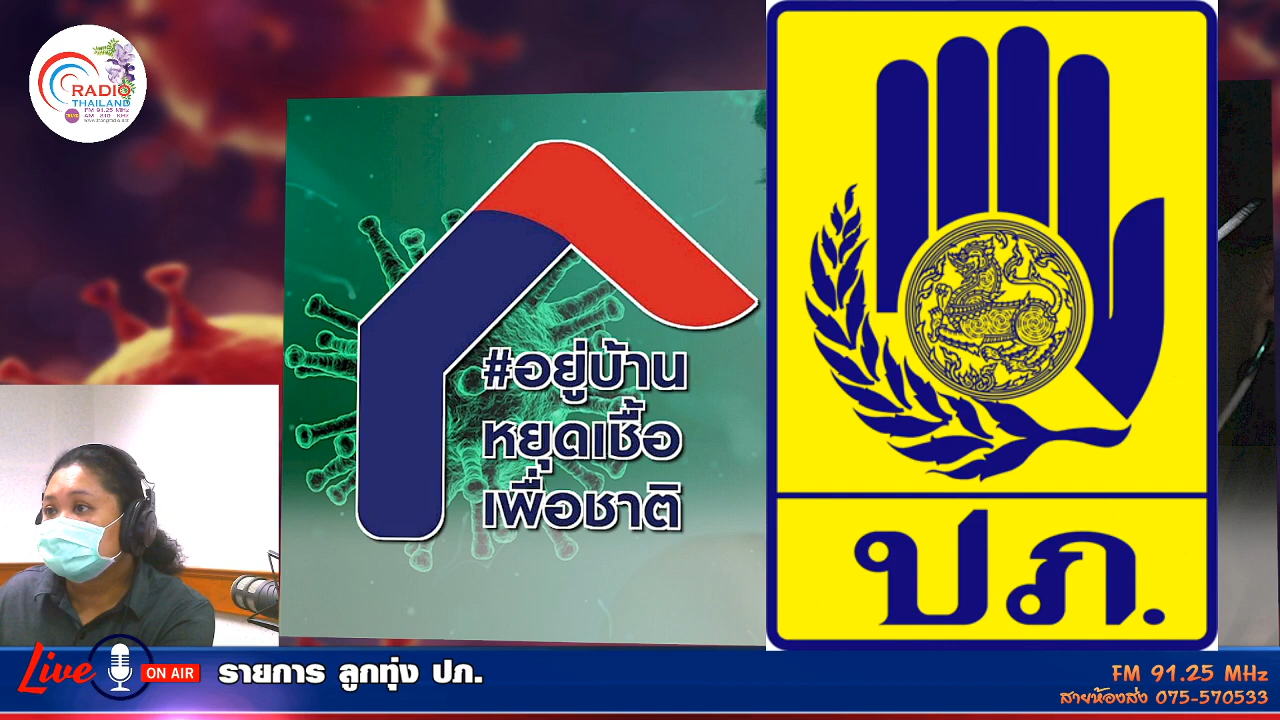 RADIO
THAILAND
FM 91.25 MHz
#อยู่บ้าน
หยุดเชื้อ
เพื่อชาติ
ปภ.
Live ON AIR รายการ ลูกทุ่ง ปภ.
FM 91.25 MHz
สายห้องส่ง 075-570533